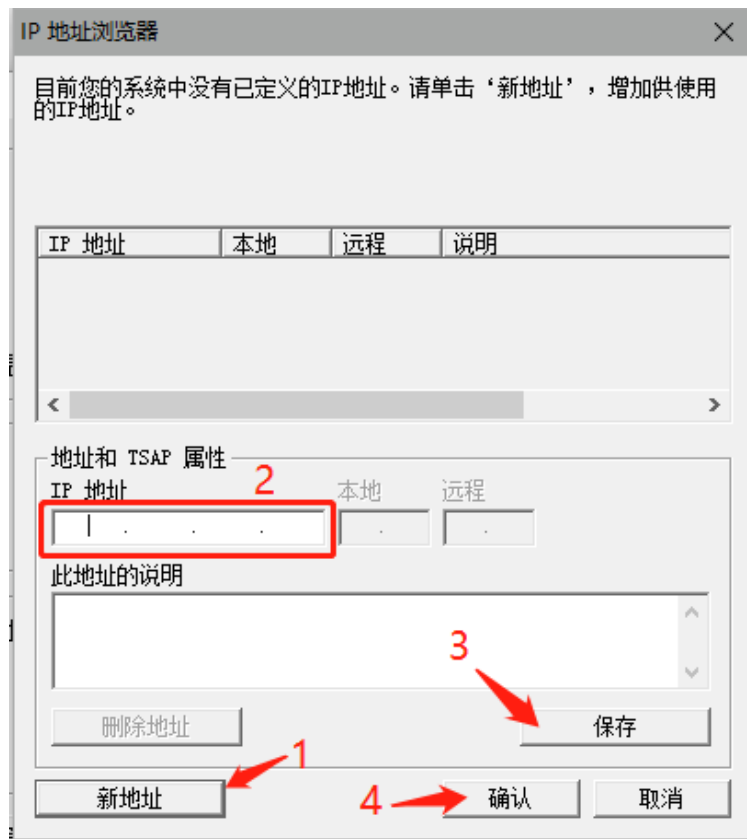 IP 地址浏览器
目前您的系统中没有已定义的IP地址。请单击‘新地址’，增加供使用
的IP地址。
IP 地址 本地 远程 说明
地址和 TSAP 属性
IP 地址 2 本地 远程
. . . . .
此地址的说明
3
删除地址 保存
1
新地址 4 确认 取消